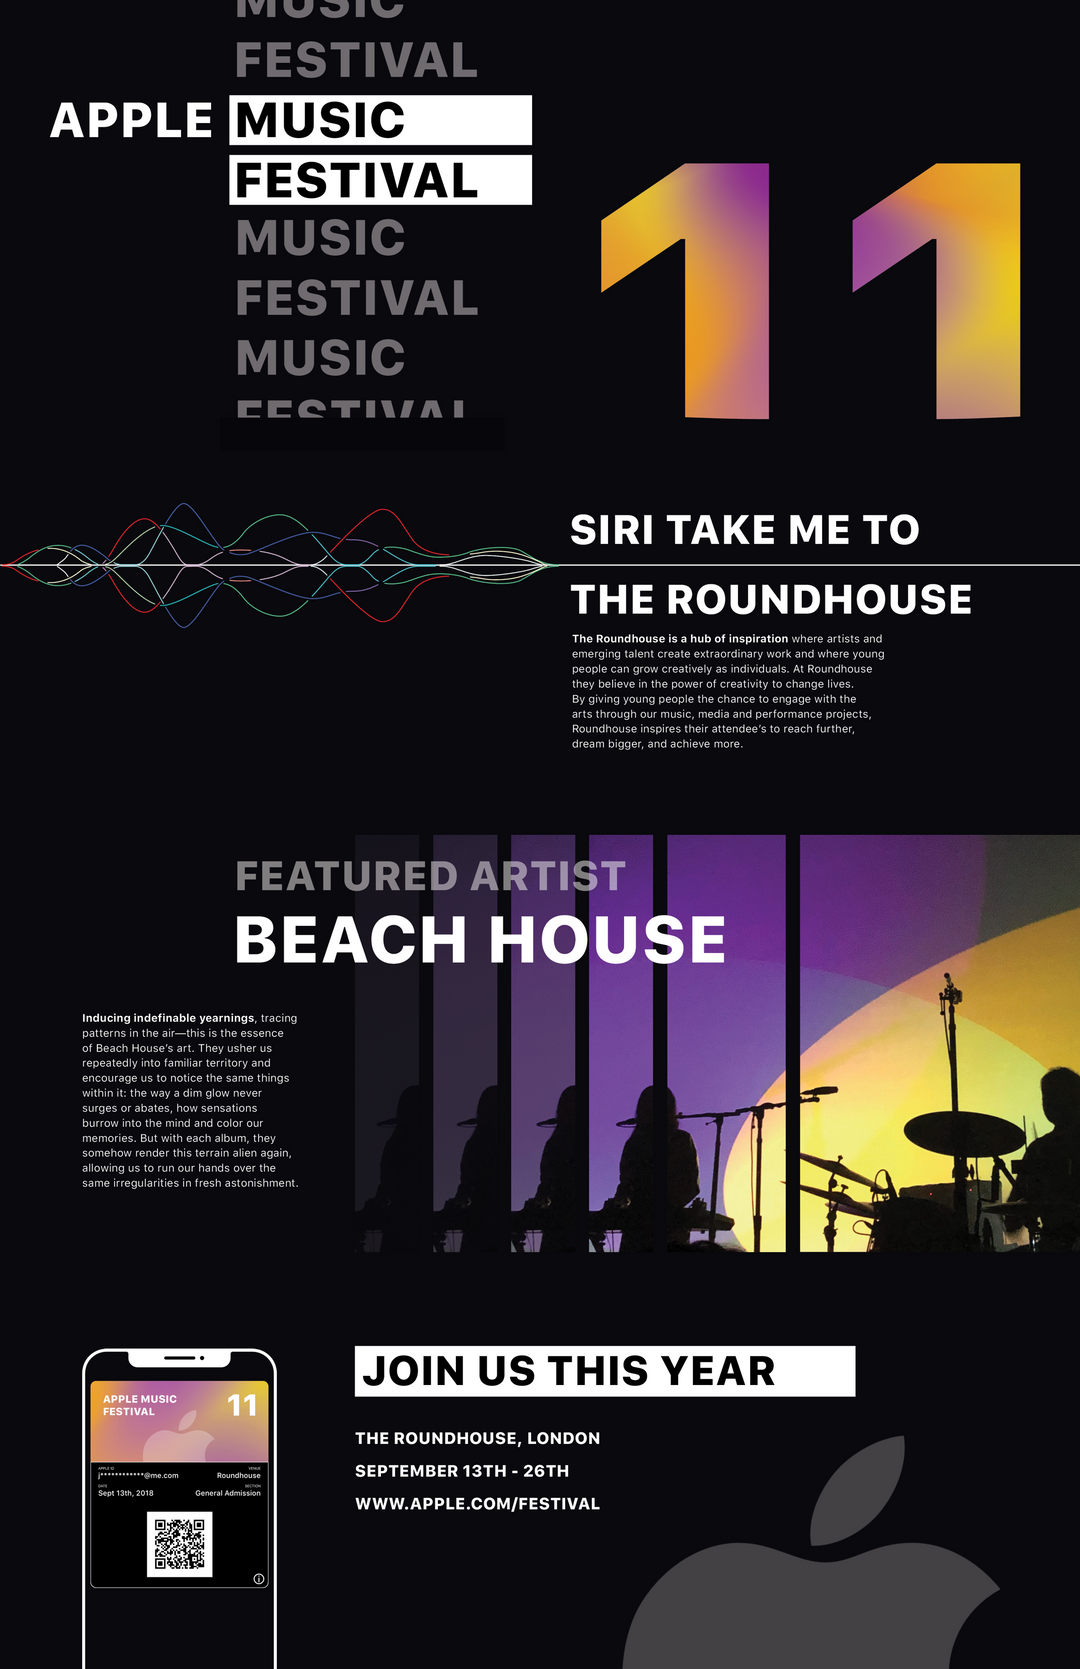 MUSIC
FESTIVAL
APPLE MUSIC
FESTIVAL
MUSIC
FESTIVAL
MUSIC
FESTIVAL
11
SIRI TAKE ME TO
THE ROUNDHOUSE
The Roundhouse is a hub of inspiration where artists and
emerging talent create extraordinary work and where young
people can grow creatively as individuals. At Roundhouse
they believe in the power of creativity to change lives.
By giving young people the chance to engage with the
arts through our music, media and performance projects,
Roundhouse inspires their attendee's to reach further,
dream bigger, and achieve more.
FEATURED ARTIST
BEACH HOUSE
Inducing indefinable yearnings, tracing
patterns in the air—this is the essence
of Beach House's art. They usher us
repeatedly into familiar territory and
encourage us to notice the same things
within it: the way a dim glow never
surges or abates, how sensations
burrow into the mind and color our
memories. But with each album, they
somehow render this terrain alien again,
allowing us to run our hands over the
same irregularities in fresh astonishment.
APPLE MUSIC
FESTIVAL
11
APPLE ID
VENUE
j************@me.com
Roundhouse
DATE
SECTION
Sept 13th, 2018
General Admission
JOIN US THIS YEAR
THE ROUNDHOUSE, LONDON
SEPTEMBER 13TH - 26TH
WWW.APPLE.COM/FESTIVAL